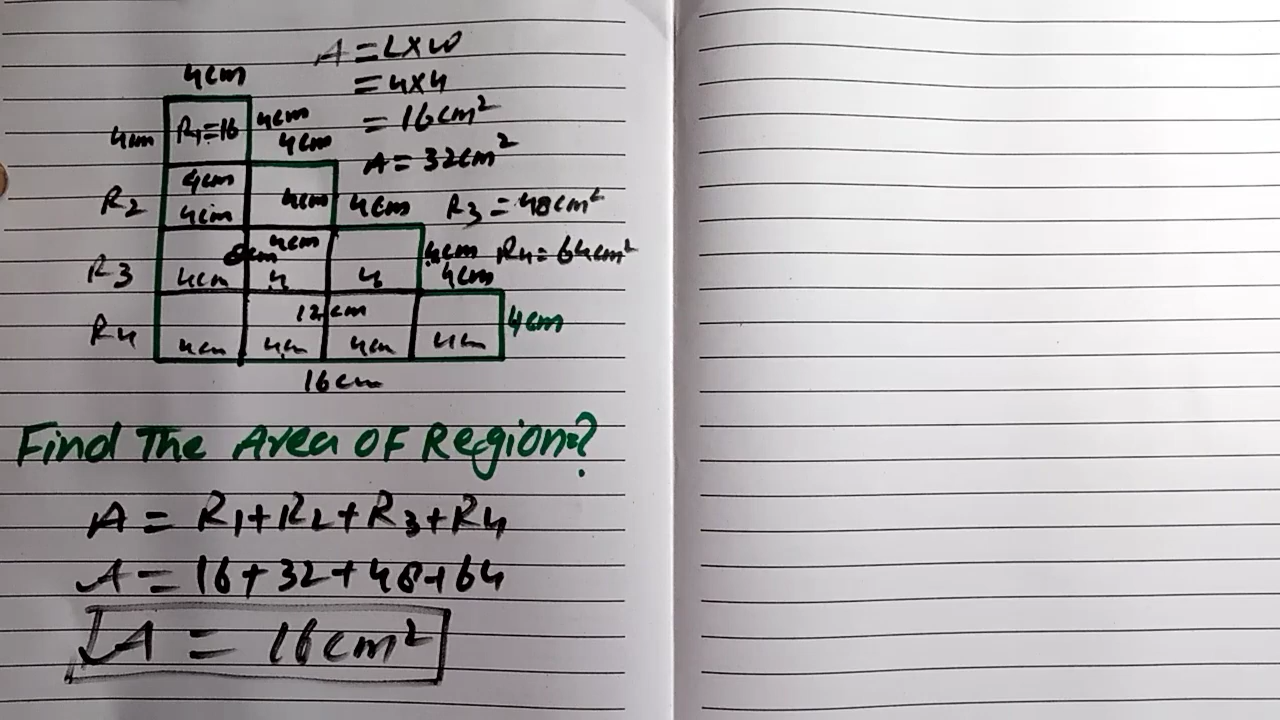 A = L×W
4cm
= 4×4
4cm R1=16 4cm = 16cm²
4cm
A = 32cm²
4cm
R2 4cm 4cm 4cm R3 = 48cm²
4cm
8cm 4cm R4 = 64cm²
R3 4cm 4 4 4cm
12cm 4cm
R4 4cm 4cm 4cm 4cm
16cm
Find The Area OF Region?
A = R1+R2+R3+R4
A = 16+32+48+64
A = 16cm²